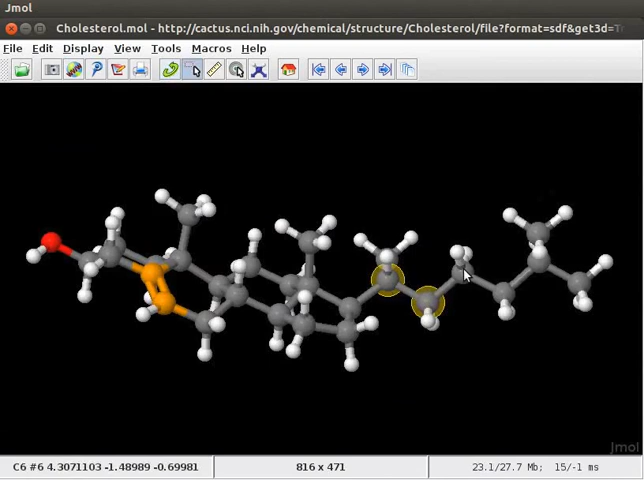 Jmol
Cholesterol.mol - http://cactus.nci.nih.gov/chemical/structure/Cholesterol/file?format=sdf&get3d=T
File Edit Display View Tools Macros Help
Jmol
C6 #6 4.3071103 -1.48989 -0.69981 816 x 471 23.1/27.7 Mb; 15/-1 ms